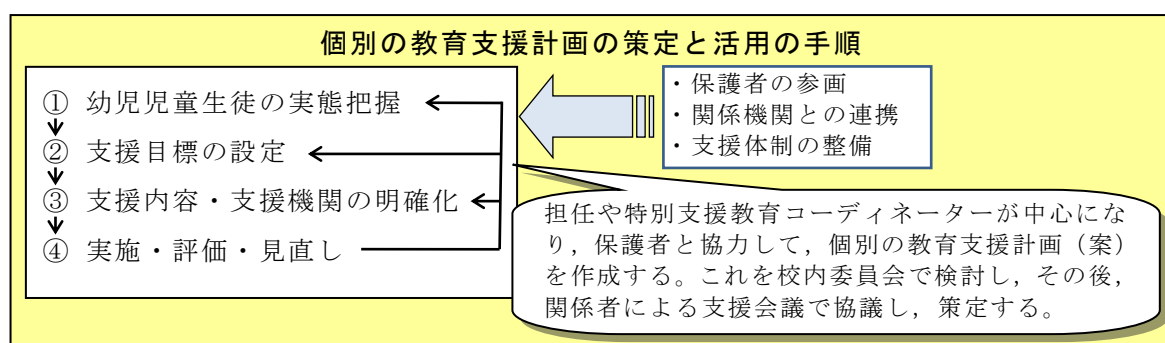 個別の教育支援計画の策定と活用の手順
① 幼児児童生徒の実態把握
② 支援目標の設定
③ 支援内容・支援機関の明確化
④ 実施・評価・見直し
・保護者の参画
・関係機関との連携
・支援体制の整備
担任や特別支援教育コーディネーターが中心にな
り，保護者と協力して，個別の教育支援計画（案）
を作成する。これを校内委員会で検討し，その後，
関係者による支援会議で協議し，策定する。